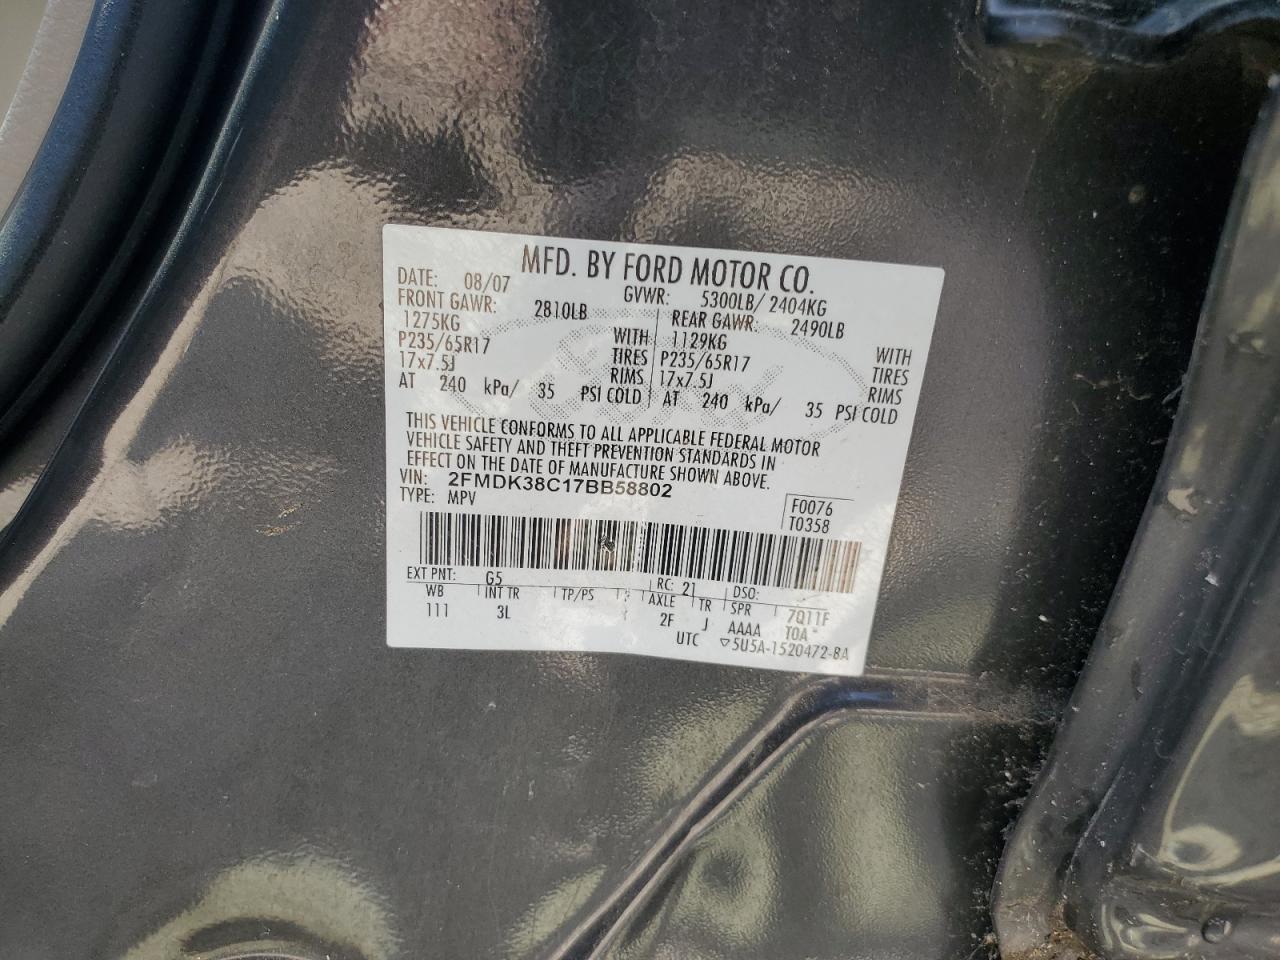 MFD. BY FORD MOTOR CO.
DATE: 08/07 GVWR: 5300LB/ 2404KG
FRONT GAWR: 2810LB REAR GAWR: 2490LB
1275KG WITH 1129KG WITH
P235/65R17 TIRES P235/65R17 TIRES
17x7.5J RIMS 17x7.5J RIMS
AT 240 kPa/ 35 PSI COLD AT 240 kPa/ 35 PSI COLD
THIS VEHICLE CONFORMS TO ALL APPLICABLE FEDERAL MOTOR
VEHICLE SAFETY AND THEFT PREVENTION STANDARDS IN
EFFECT ON THE DATE OF MANUFACTURE SHOWN ABOVE.
VIN: 2FMDK38C17BB58802
TYPE: MPV
F0076
T0358
EXT PNT: G5 RC: 21 DSO:
WB INT TR TP/PS R AXLE TR SPR 7Q11F
111 3L 2F J AAAA TOA*
UTC ▽5U5A-1520472-BA